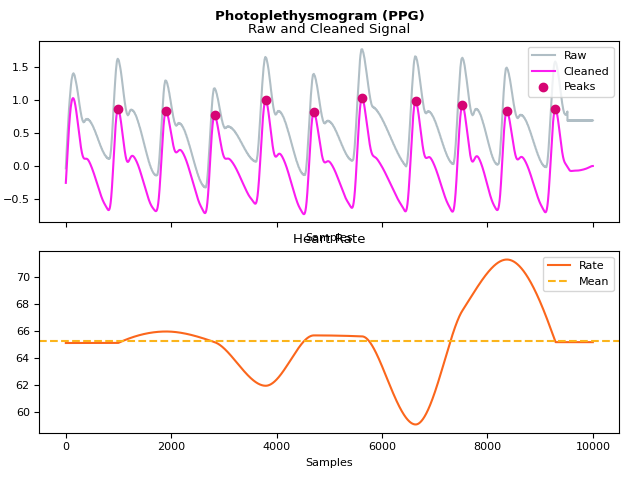 Photoplethysmogram (PPG)
Raw and Cleaned Signal
Raw
Cleaned
Peaks
1.5
1.0
0.5
0.0
−0.5
Samples
Heart Rate
Rate
Mean
70
68
66
64
62
60
0 2000 4000 6000 8000 10000
Samples